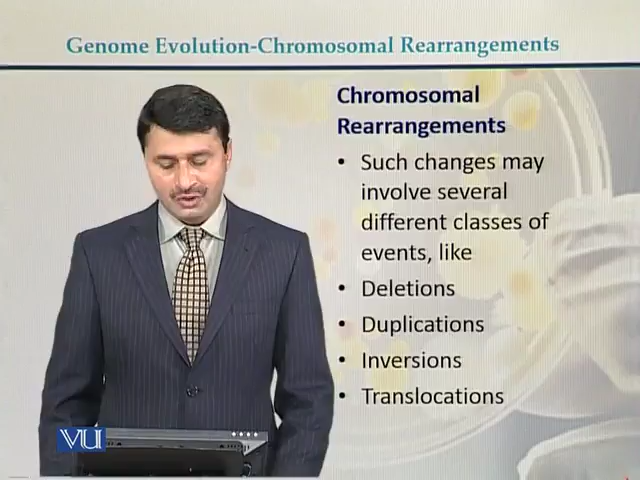 Genome Evolution-Chromosomal Rearrangements
Chromosomal
Rearrangements
• Such changes may
involve several
different classes of
events, like
• Deletions
• Duplications
• Inversions
• Translocations
VU